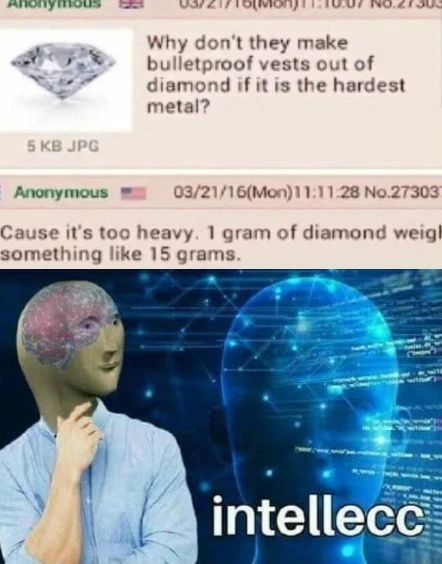 Anonymous
Why don't they make
bulletproof vests out of
diamond if it is the hardest
metal?
5 KB JPG
Anonymous 03/21/16(Mon)11:11:28 No.27303
Cause it's too heavy. 1 gram of diamond weigh
something like 15 grams.
intellecc